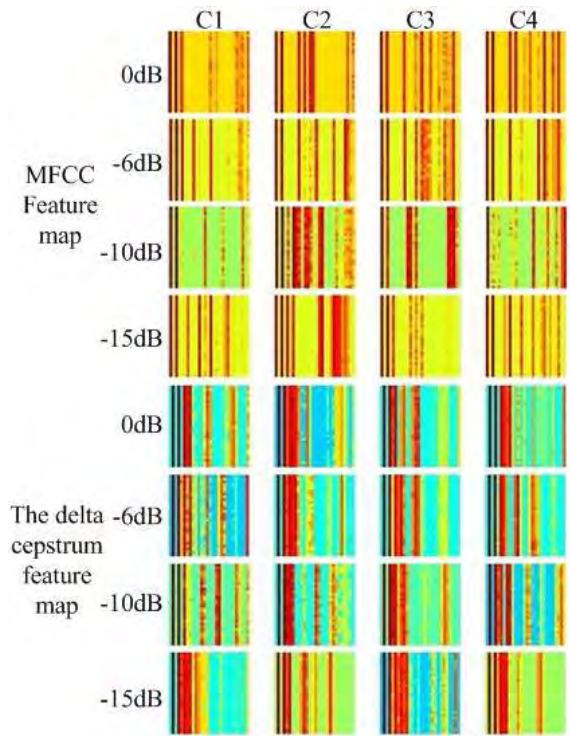 C1 C2 C3 C4
0dB
-6dB
MFCC
Feature
map
-10dB
-15dB
0dB
-6dB
The delta
cepstrum
feature
map
-10dB
-15dB